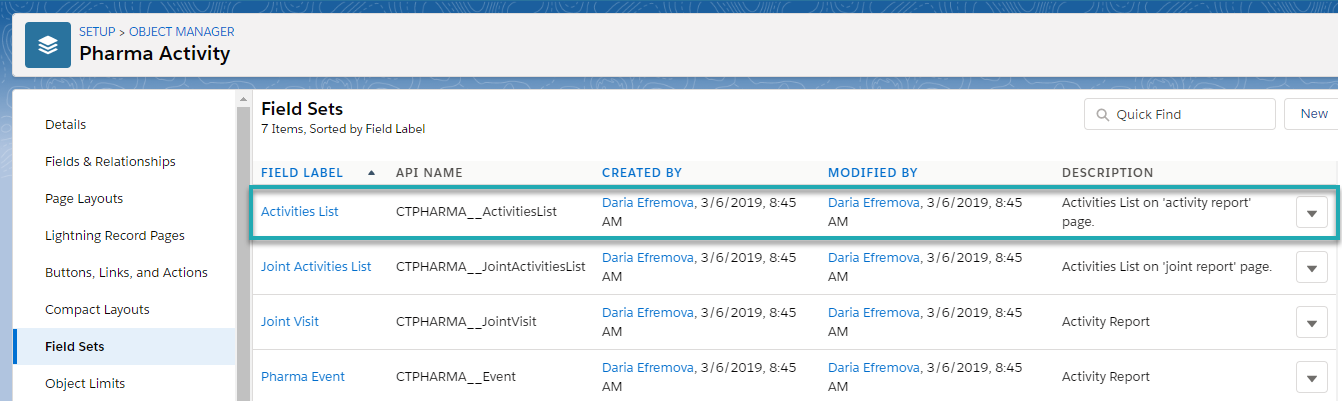 SETUP > OBJECT MANAGER
Pharma Activity
Details
Fields & Relationships
Page Layouts
Lightning Record Pages
Buttons, Links, and Actions
Compact Layouts
Field Sets
Object Limits
Field Sets
7 Items, Sorted by Field Label
Quick Find
New
FIELD LABEL API NAME CREATED BY MODIFIED BY DESCRIPTION
Activities List CTPHARMA__ActivitiesList Daria Efremova, 3/6/2019, 8:45 Daria Efremova, 3/6/2019, 8:45 Activities List on 'activity report'
AM AM page.
Joint Activities List CTPHARMA__JointActivitiesList Daria Efremova, 3/6/2019, 8:45 Daria Efremova, 3/6/2019, 8:45 Activities List on 'joint report' page.
AM AM
Joint Visit CTPHARMA__JointVisit Daria Efremova, 3/6/2019, 8:45 Daria Efremova, 3/6/2019, 8:45 Activity Report
AM AM
Pharma Event CTPHARMA__Event Daria Efremova, 3/6/2019, 8:45 Daria Efremova, 3/6/2019, 8:45 Activity Report
AM AM